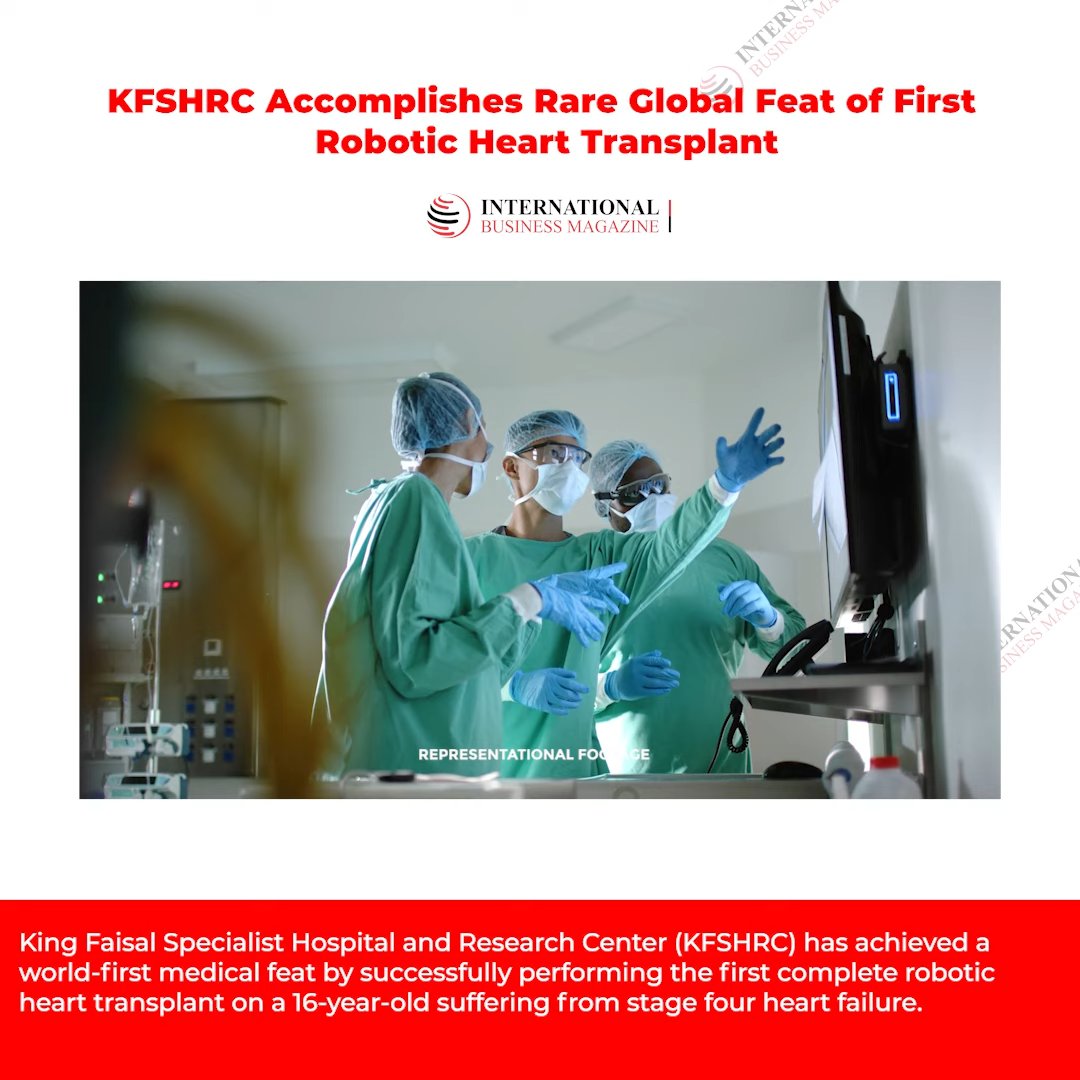 KFSHRC Accomplishes Rare Global Feat of First
Robotic Heart Transplant
INTERNATIONAL
BUSINESS MAGAZINE
REPRESENTATIONAL FOOTAGE
King Faisal Specialist Hospital and Research Center (KFSHRC) has achieved a
world-first medical feat by successfully performing the first complete robotic
heart transplant on a 16-year-old suffering from stage four heart failure.